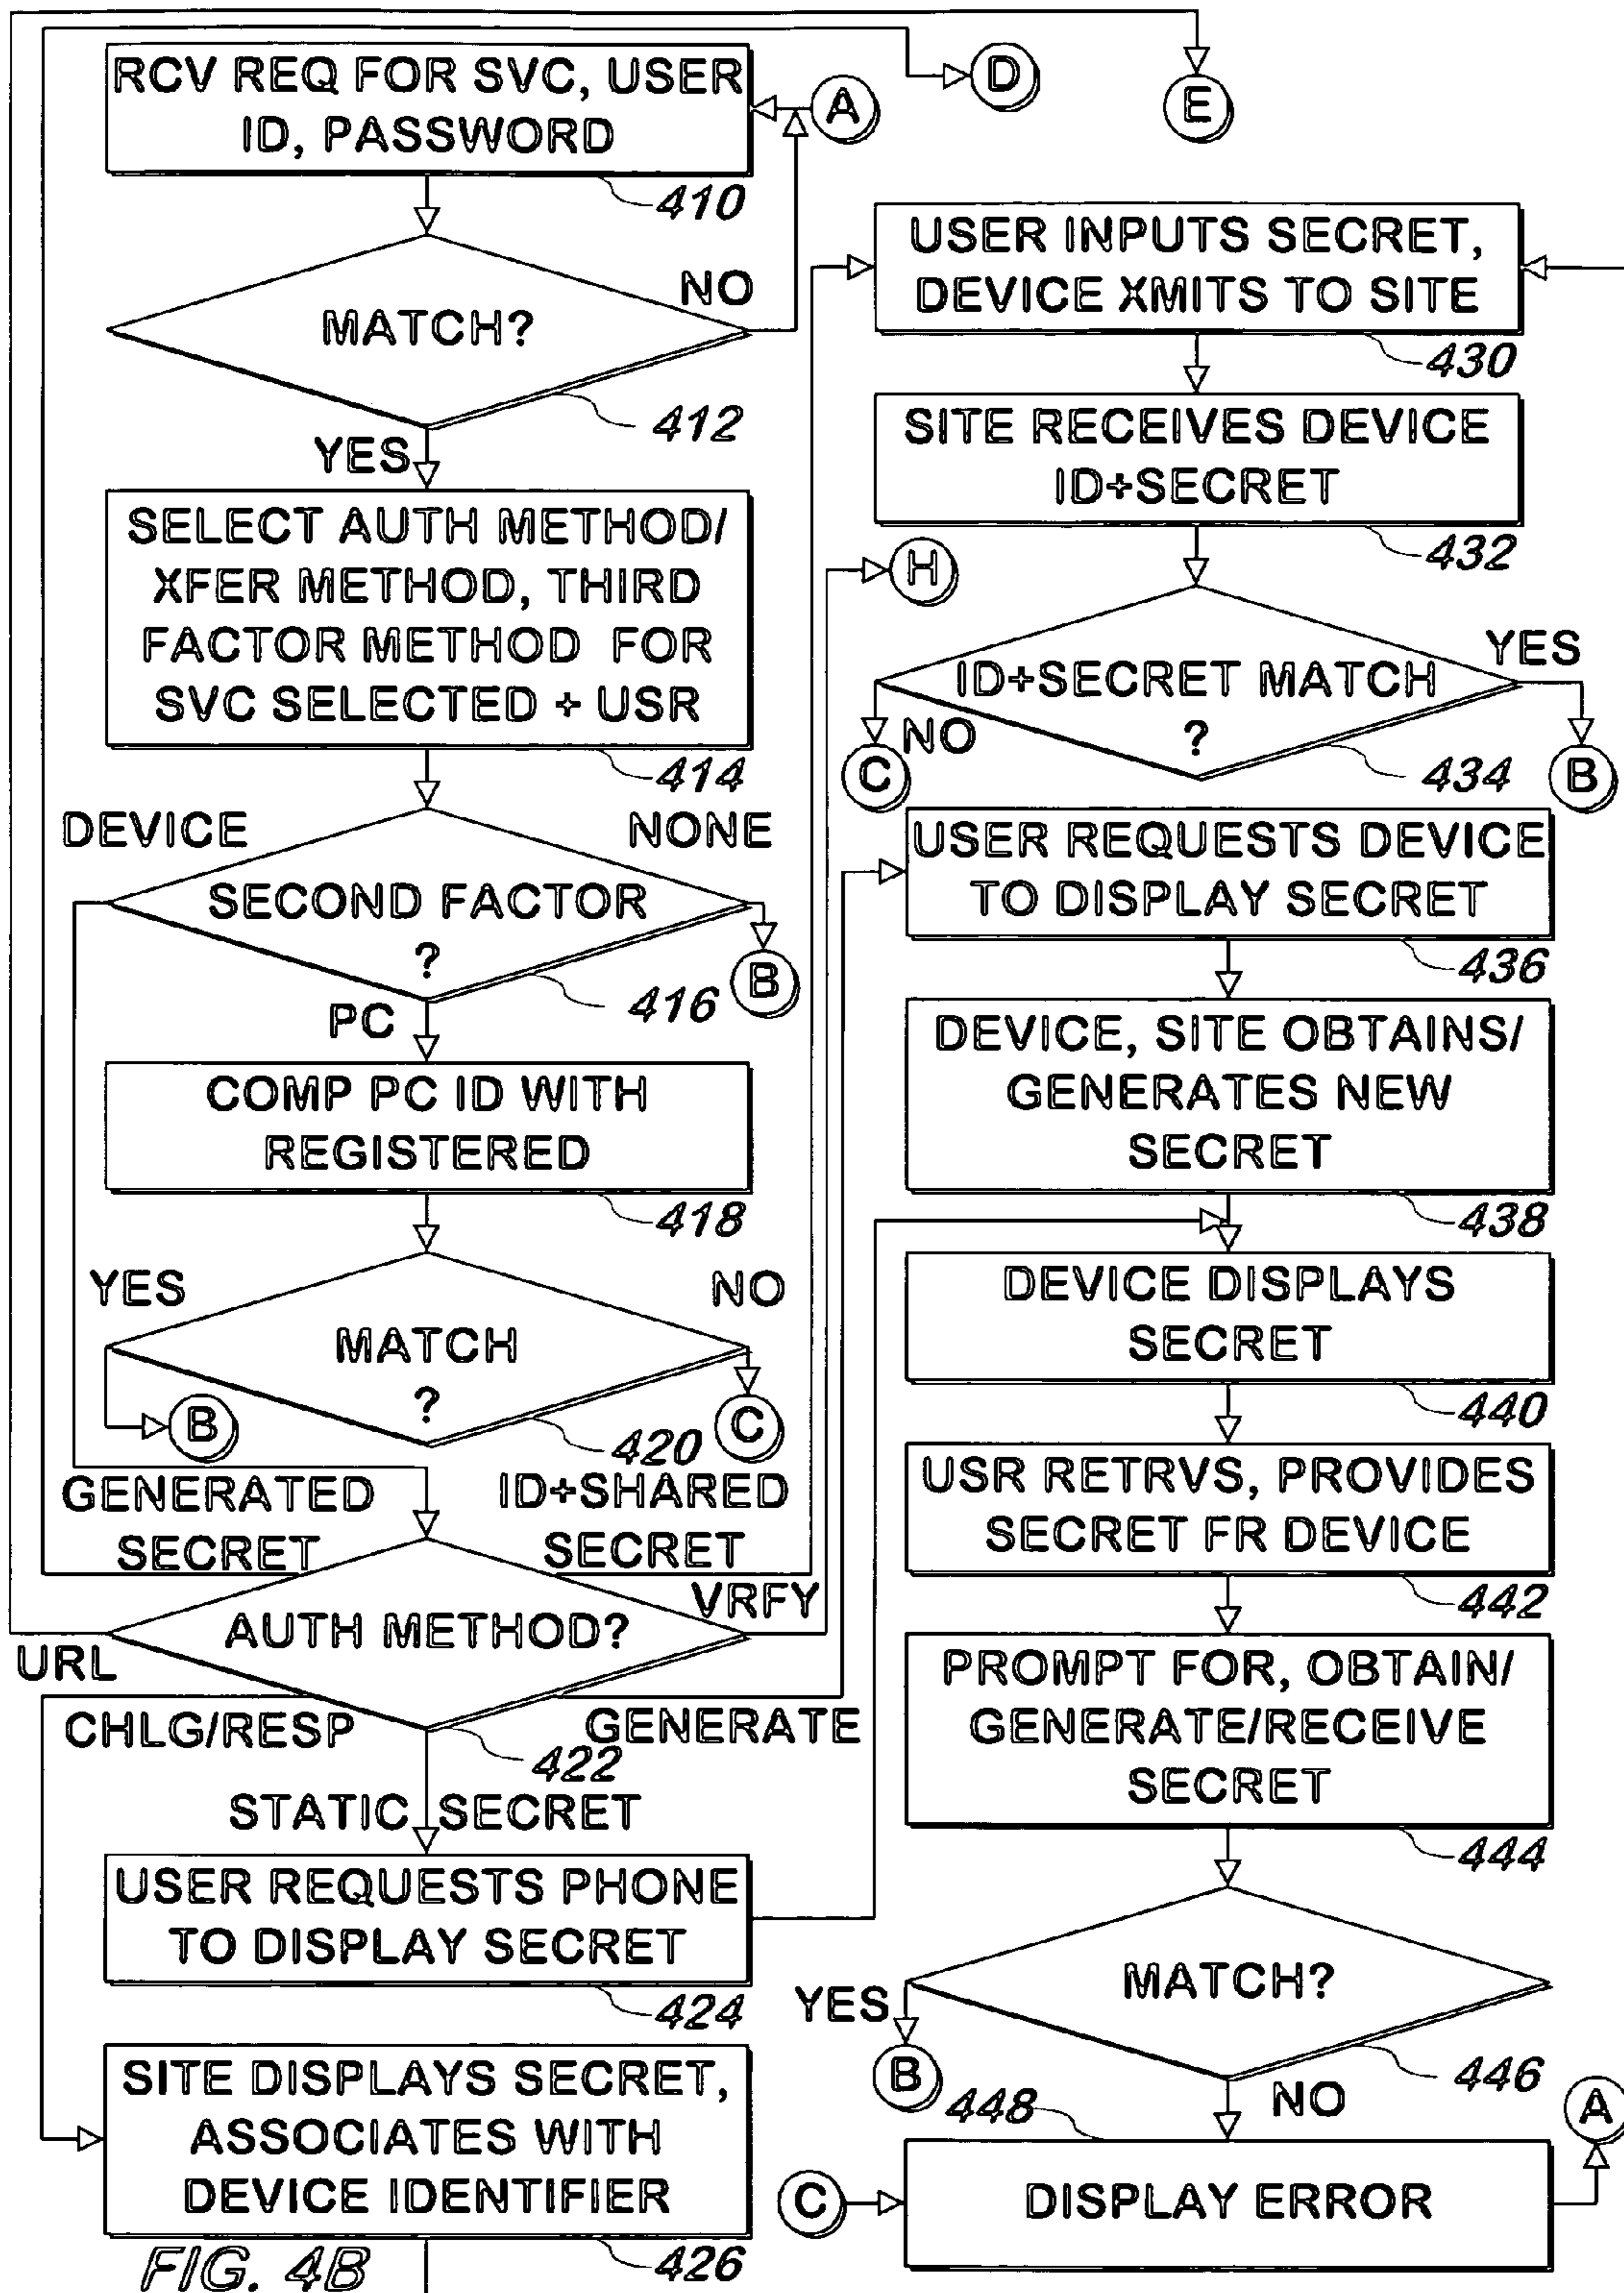 RCV REQ FOR SVC, USER
ID, PASSWORD
410
A
D
E
MATCH?
NO
412
YES
SELECT AUTH METHOD/
XFER METHOD, THIRD
FACTOR METHOD FOR
SVC SELECTED + USR
414
DEVICE
NONE
SECOND FACTOR
?
416
B
PC
COMP PC ID WITH
REGISTERED
418
YES
NO
MATCH
?
B
420
C
GENERATED
SECRET
ID+SHARED
SECRET
VRFY
AUTH METHOD?
URL
CHLG/RESP
GENERATE
422
STATIC SECRET
USER REQUESTS PHONE
TO DISPLAY SECRET
424
SITE DISPLAYS SECRET,
ASSOCIATES WITH
DEVICE IDENTIFIER
426
FIG. 4B
USER INPUTS SECRET,
DEVICE XMITS TO SITE
430
SITE RECEIVES DEVICE
ID+SECRET
432
H
ID+SECRET MATCH
?
YES
NO
C
434
B
USER REQUESTS DEVICE
TO DISPLAY SECRET
436
DEVICE, SITE OBTAINS/
GENERATES NEW
SECRET
438
DEVICE DISPLAYS
SECRET
440
USR RETRVS, PROVIDES
SECRET FR DEVICE
442
PROMPT FOR, OBTAIN/
GENERATE/RECEIVE
SECRET
444
MATCH?
YES
B
446
NO
448
A
C
DISPLAY ERROR